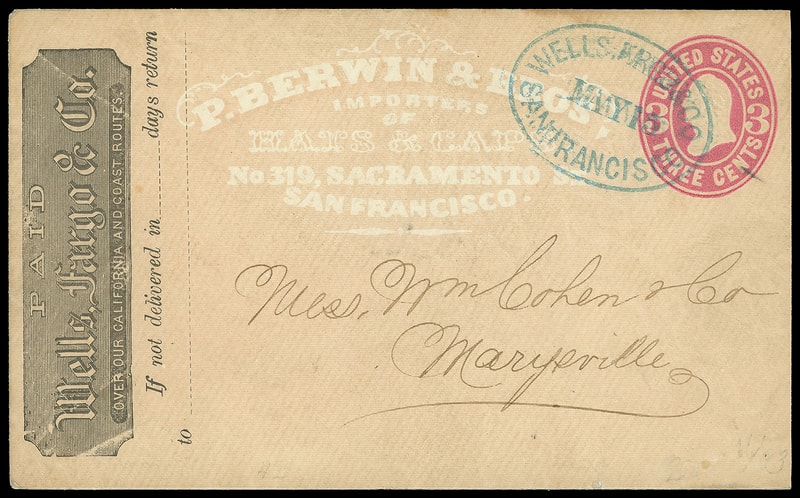 PAID
Wells, Fargo & Co.
OVER OUR CALIFORNIA AND COAST ROUTES.
If not delivered in ______ days return
to
P. BERWIN & BROS,
IMPORTERS
OF
HATS & CAPS
No 319, SACRAMENTO St.
SAN FRANCISCO.
WELLS, FARGO & CO
MAY 15
SAN FRANCISCO
UNITED STATES
3 3
THREE CENTS
Mess, Wm Cohen & Co
Marysville